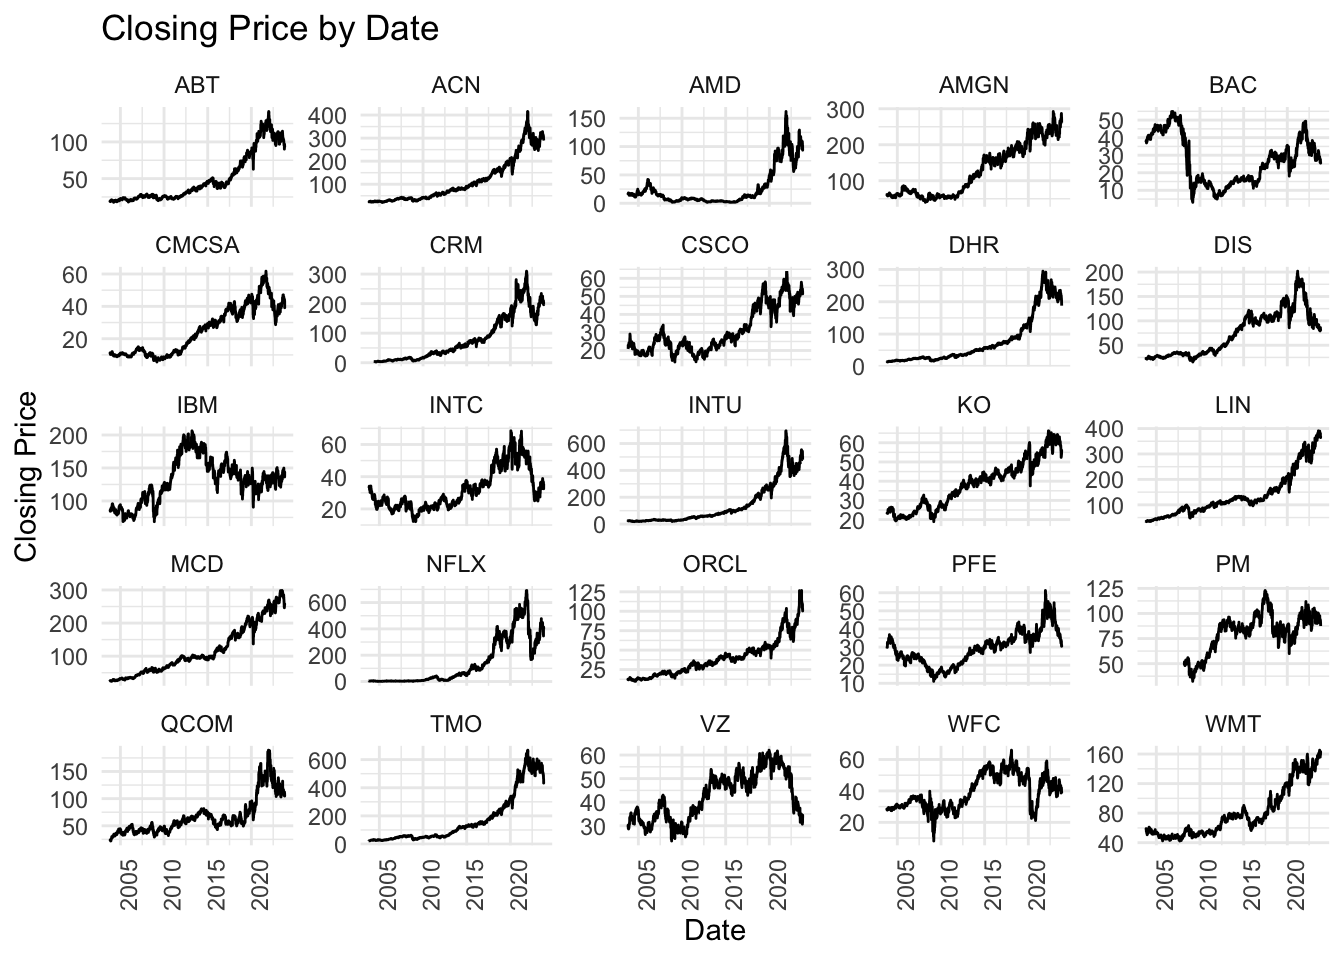 Closing Price by Date
ABT ACN AMD AMGN BAC
100 50
400 300 200 100
150 100 50 0
300 200 100
50 40 30 20 10
CMCSA CRM CSCO DHR DIS
60 40 20
300 200 100 0
60 50 40 30 20
300 200 100 0
200 150 100 50
Closing Price
IBM INTC INTU KO LIN
200 150 100
60 40 20
600 400 200 0
60 50 40 30 20
400 300 200 100
MCD NFLX ORCL PFE PM
300 200 100
600 400 200 0
125 100 75 50 25
60 50 40 30 20 10
125 100 75 50
QCOM TMO VZ WFC WMT
150 100 50
600 400 200 0
60 50 40 30
60 40 20
160 120 80 40
2005 2010 2015 2020 2005 2010 2015 2020 2005 2010 2015 2020 2005 2010 2015 2020 2005 2010 2015 2020
Date